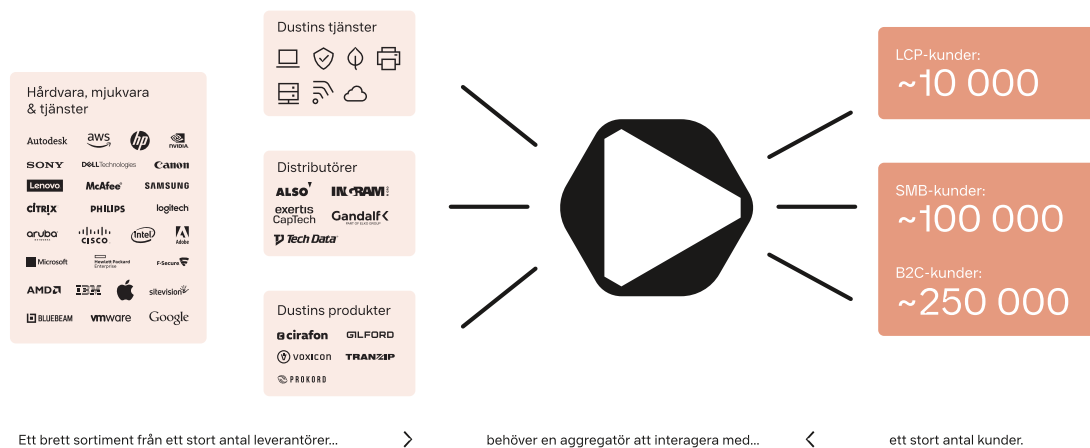 Hårdvara, mjukvara
& tjänster
Autodesk aws hp NVIDIA
SONY DELLTechnologies Canon
Lenovo McAfee SAMSUNG
CİTRIX PHILIPS logitech
aruba CISCO intel Adobe
Microsoft Hewlett Packard
Enterprise F-Secure
AMD IBM sitevision
BLUEBEAM vmware Google
Dustins tjänster
Distributörer
ALSO INGRAM
exertis
CapTech Gandalf
Tech Data
Dustins produkter
cirafon GILFORD
voxicon TRANZIP
PROKORD
LCP-kunder:
~10 000
SMB-kunder:
~100 000
B2C-kunder:
~250 000
Ett brett sortiment från ett stort antal leverantörer... > behöver en aggregatör att interagera med... < ett stort antal kunder.